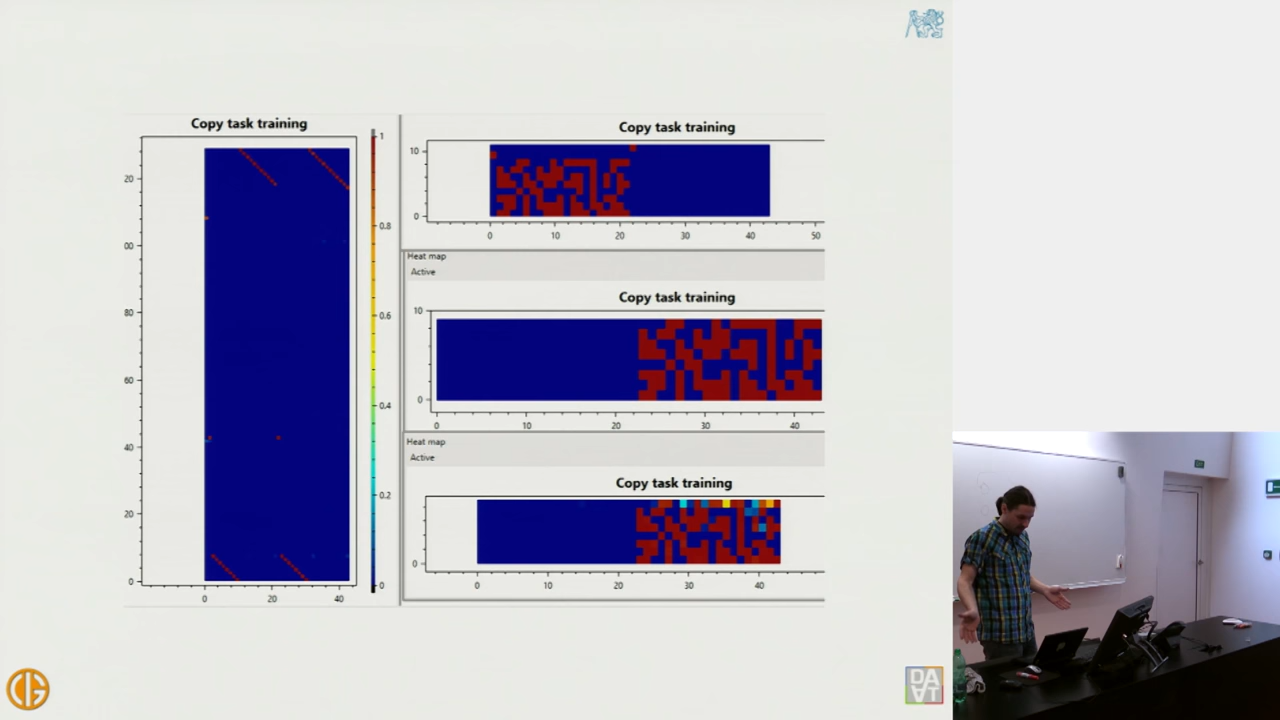 Copy task training
20
00
80
60
40
20
0
0 20 40
1
0.8
0.6
0.4
0.2
0
Copy task training
10
0
0 10 20 30 40 50
Heat map
Active
Copy task training
10
0
0 10 20 30 40
Heat map
Active
Copy task training
0
0 10 20 30 40
DA
AT